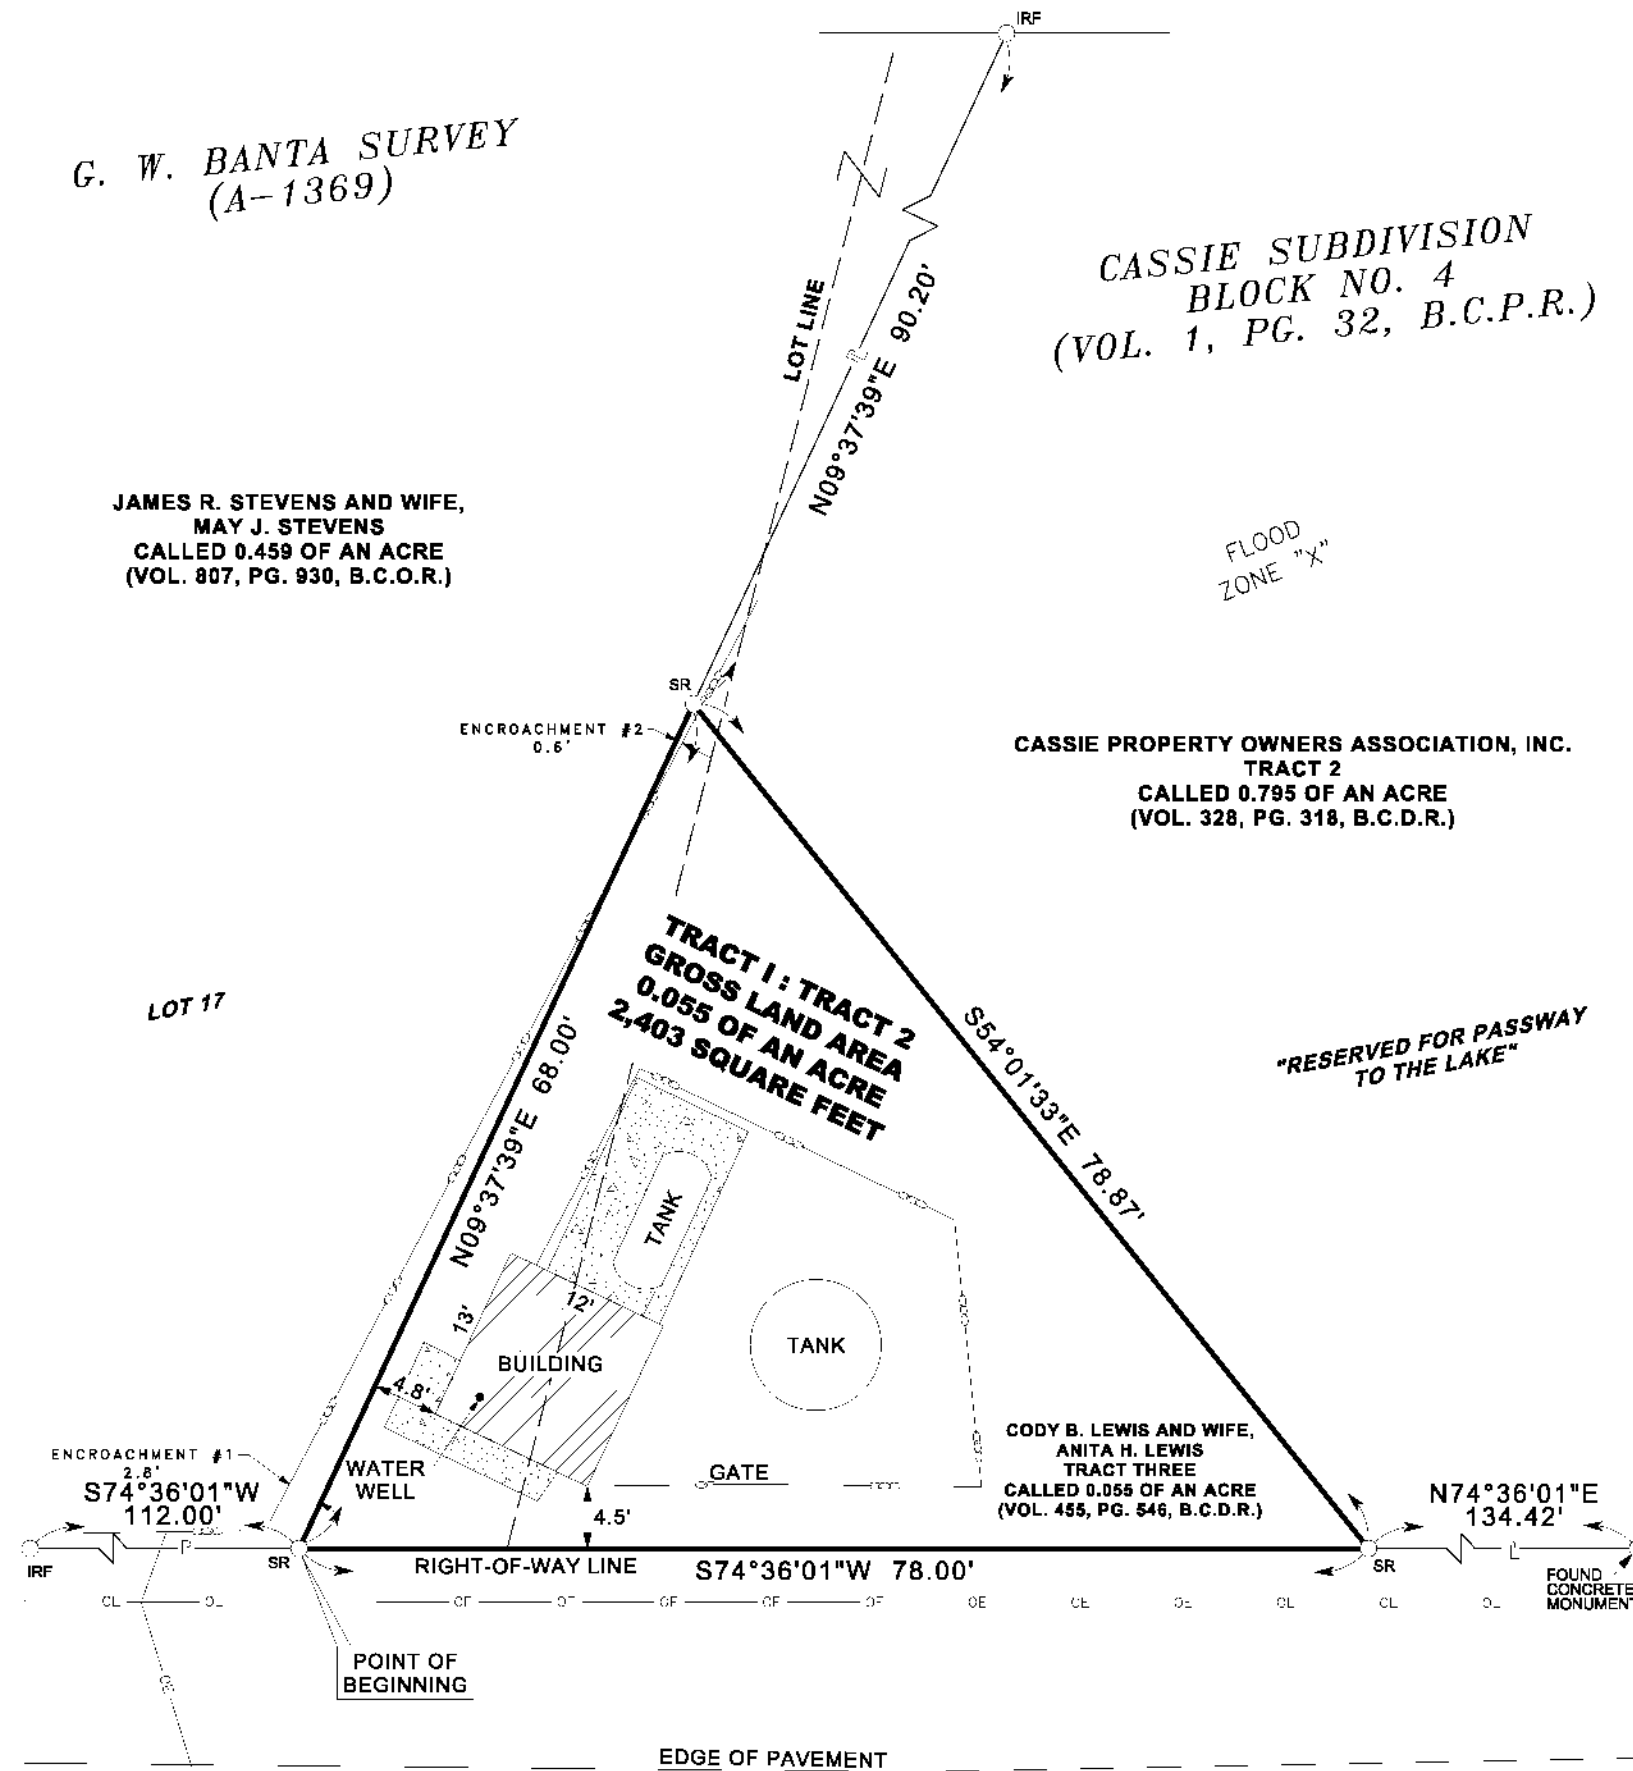 IRF
G. W. BANTA SURVEY
(A-1369)
CASSIE SUBDIVISION
BLOCK NO. 4
(VOL. 1, PG. 32, B.C.P.R.)
LOT LINE
N09°37'39"E 90.20'
JAMES R. STEVENS AND WIFE,
MAY J. STEVENS
CALLED 0.459 OF AN ACRE
(VOL. 807, PG. 930, B.C.O.R.)
FLOOD
ZONE "X"
SR
ENCROACHMENT #2
0.6'
CASSIE PROPERTY OWNERS ASSOCIATION, INC.
TRACT 2
CALLED 0.795 OF AN ACRE
(VOL. 328, PG. 318, B.C.D.R.)
TRACT I : TRACT 2
GROSS LAND AREA
0.055 OF AN ACRE
2,403 SQUARE FEET
LOT 17
N09°37'39"E 68.00'
S54°01'33"E 78.87'
"RESERVED FOR PASSWAY
TO THE LAKE"
TANK
12'
13'
BUILDING
TANK
4.8'
WATER
WELL
GATE
4.5'
CODY B. LEWIS AND WIFE,
ANITA H. LEWIS
TRACT THREE
CALLED 0.055 OF AN ACRE
(VOL. 455, PG. 546, B.C.D.R.)
ENCROACHMENT #1
2.8'
S74°36'01"W
112.00'
N74°36'01"E
134.42'
IRF
SR
RIGHT-OF-WAY LINE
S74°36'01"W 78.00'
SR
FOUND
CONCRETE
MONUMENT
OE
POINT OF
BEGINNING
EDGE OF PAVEMENT